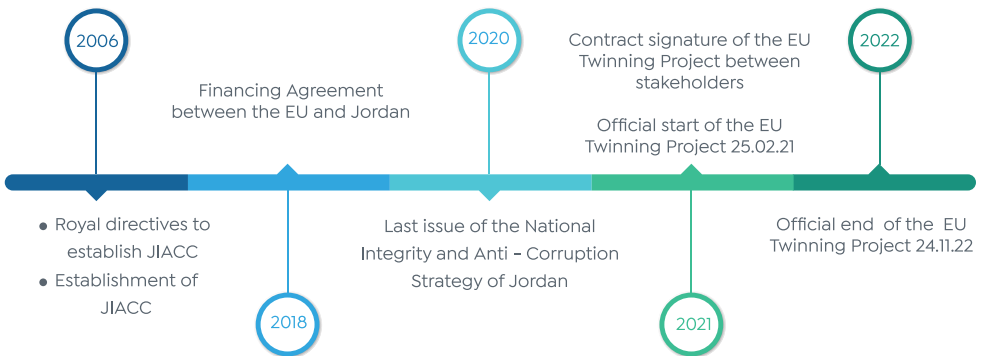 2006
● Royal directives to
establish JIACC
● Establishment of
JIACC
Financing Agreement
between the EU and Jordan
2018
2020
Last issue of the National
Integrity and Anti - Corruption
Strategy of Jordan
Contract signature of the EU
Twinning Project between
stakeholders
Official start of the EU
Twinning Project 25.02.21
2021
2022
Official end of the EU
Twinning Project 24.11.22